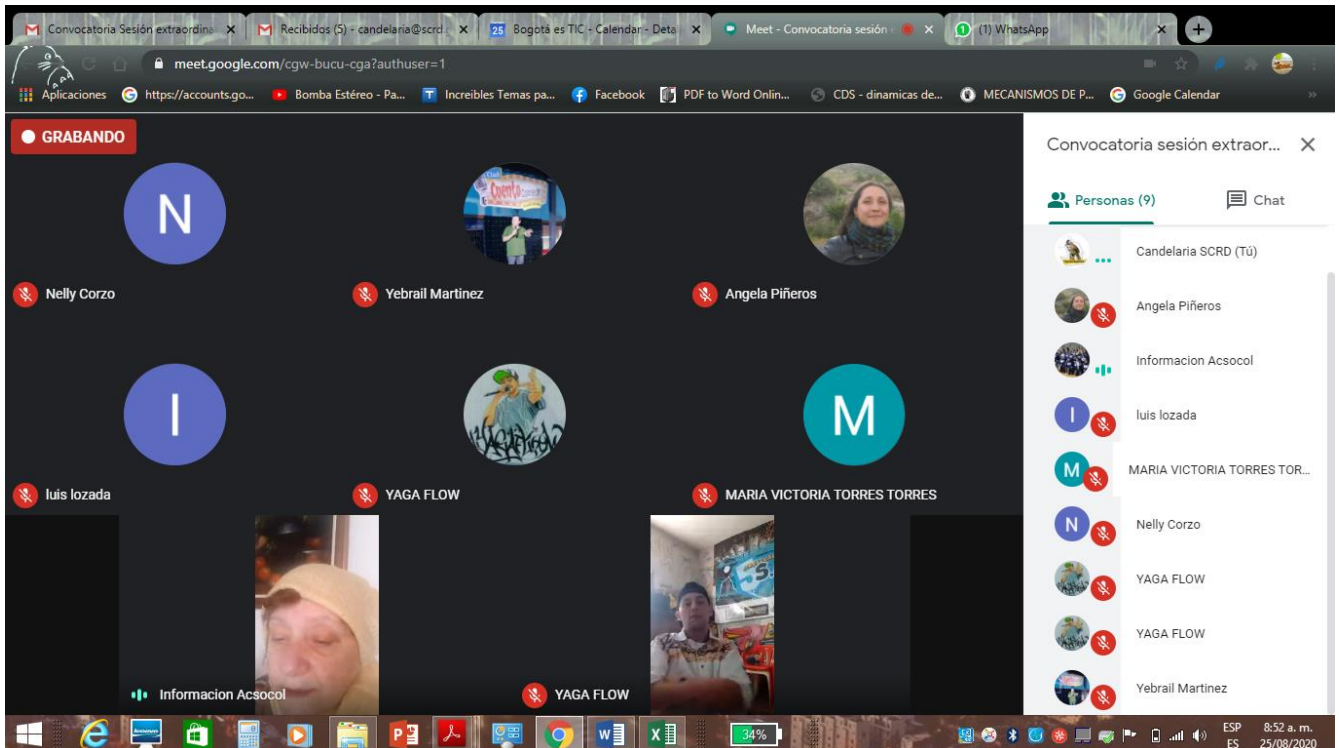 Convocatoria Sesión extraordina
Recibidos (5) - candelaria@scrd
25 Bogotá es TIC - Calendar - Deta
Meet - Convocatoria sesión
1 (1) WhatsApp
meet.google.com/cgw-bucu-cga?authuser=1
Aplicaciones https://accounts.go... Bomba Estéreo - Pa... Increibles Temas pa... Facebook PDF to Word Onlin... CDS - dinamicas de... MECANISMOS DE P... Google Calendar »
GRABANDO
N
Cuento
Nelly Corzo
Yebrail Martinez
Angela Piñeros
I
M
luis lozada
YAGA FLOW
MARIA VICTORIA TORRES TORRES
Informacion Acsocol
YAGA FLOW
Convocatoria sesión extraor...
Personas (9)
Chat
Candelaria SCRD (Tú)
Angela Piñeros
Informacion Acsocol
I luis lozada
M MARIA VICTORIA TORRES TOR...
N Nelly Corzo
YAGA FLOW
YAGA FLOW
Yebrail Martinez
34%
ESP
ES
8:52 a. m.
25/08/2020